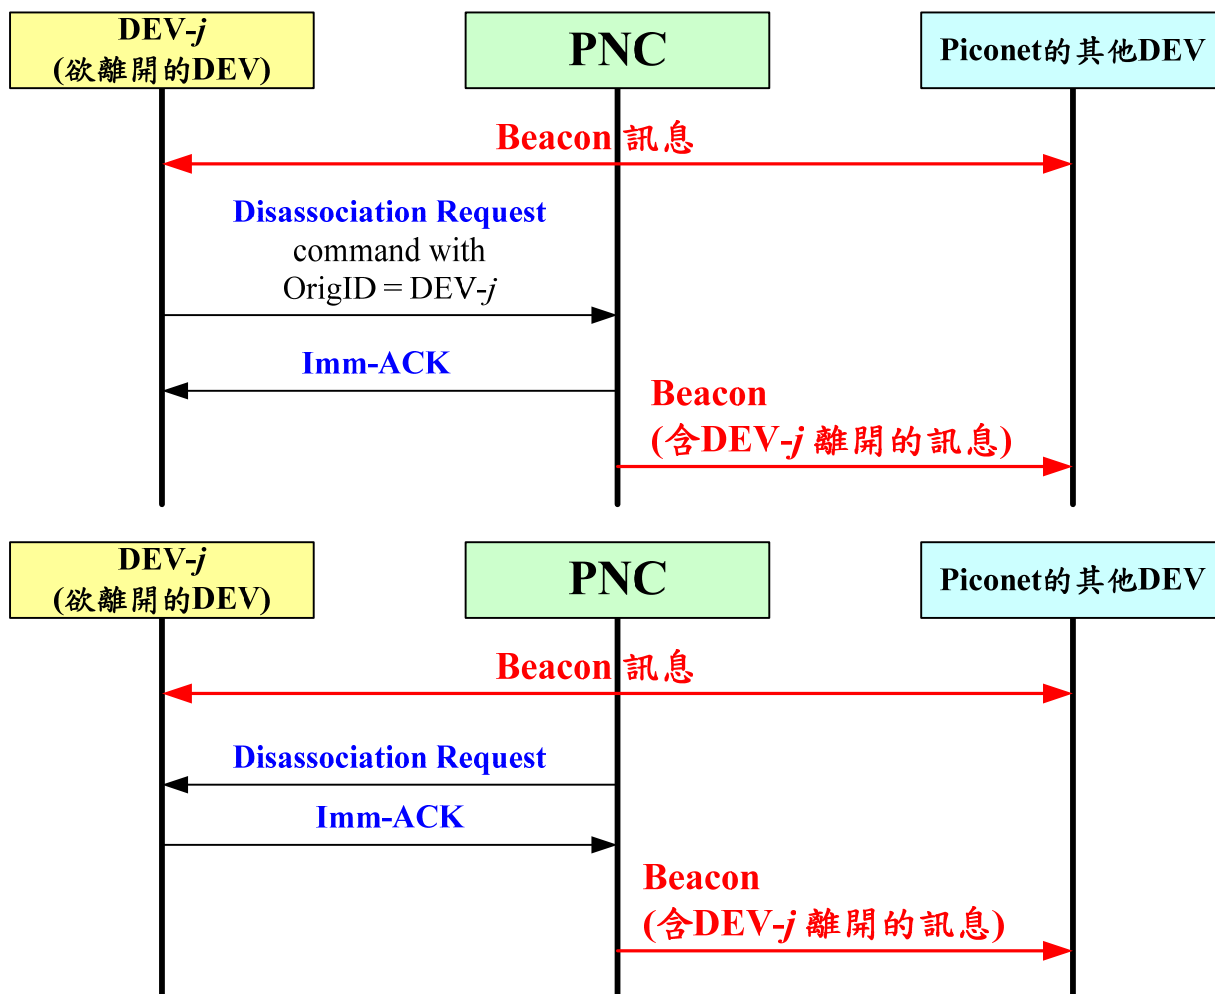 DEV-j
(欲離開的DEV)
PNC
Piconet的其他DEV
Beacon 訊息
Disassociation Request
command with
OrigID = DEV-j
Imm-ACK
Beacon
(含DEV-j 離開的訊息)
DEV-j
(欲離開的DEV)
PNC
Piconet的其他DEV
Beacon 訊息
Disassociation Request
Imm-ACK
Beacon
(含DEV-j 離開的訊息)